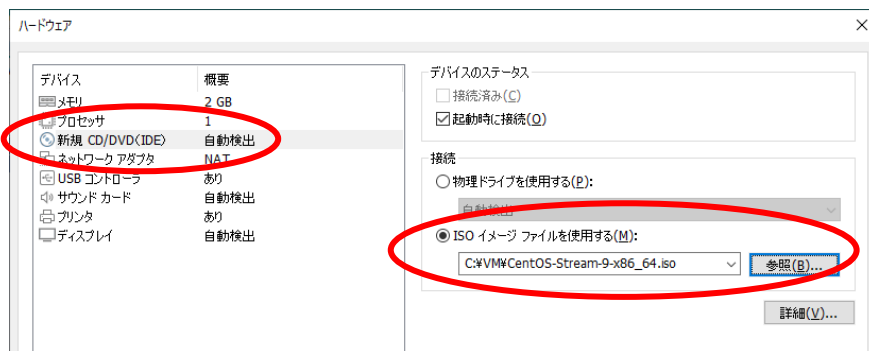 ハードウェア
デバイス 概要
メモリ 2 GB
プロセッサ 1
新規 CD/DVD(IDE) 自動検出
ネットワーク アダプタ NAT
USB コントローラ あり
サウンド カード 自動検出
プリンタ あり
ディスプレイ 自動検出
デバイスのステータス
接続済み(C)
起動時に接続(O)
接続
物理ドライブを使用する(P):
自動検出
ISO イメージ ファイルを使用する(M):
C:¥VM¥CentOS-Stream-9-x86_64.iso
参照(B)...
詳細(V)...